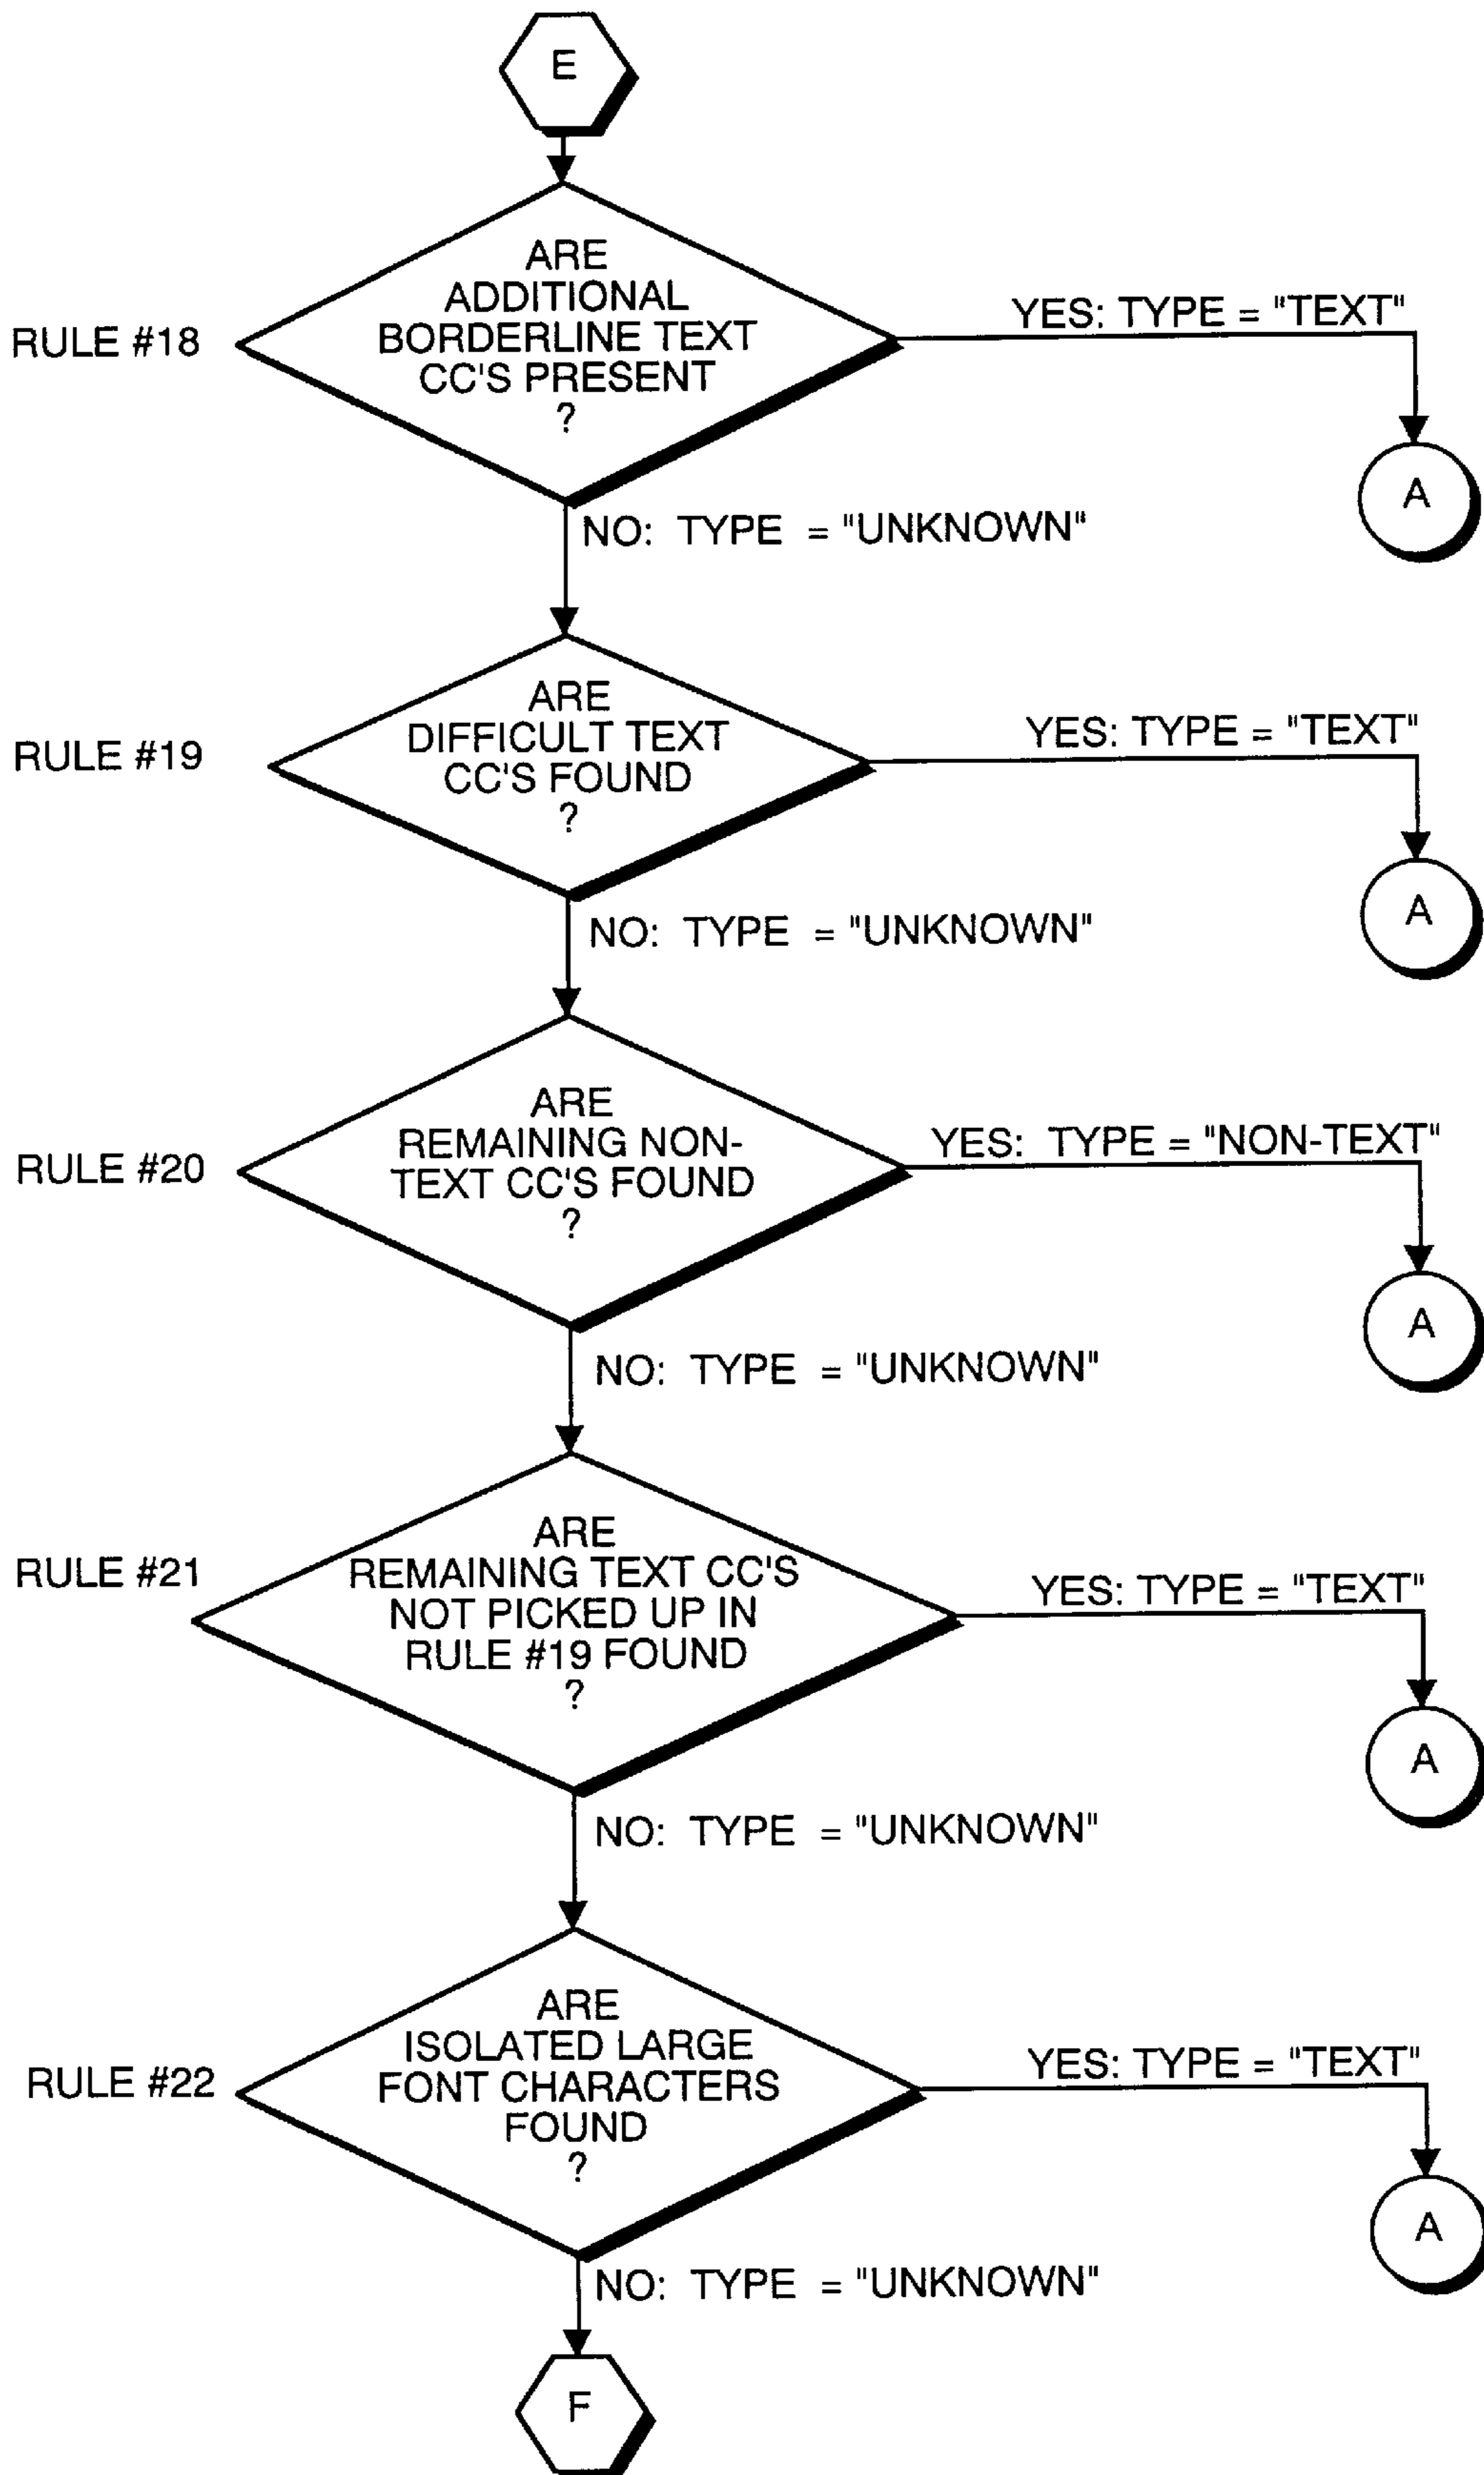 E
ARE
ADDITIONAL
BORDERLINE TEXT
CC'S PRESENT
?
RULE #18
YES: TYPE = "TEXT"
A
NO: TYPE = "UNKNOWN"
ARE
DIFFICULT TEXT
CC'S FOUND
?
RULE #19
YES: TYPE = "TEXT"
A
NO: TYPE = "UNKNOWN"
ARE
REMAINING NON-
TEXT CC'S FOUND
?
RULE #20
YES: TYPE = "NON-TEXT"
A
NO: TYPE = "UNKNOWN"
ARE
REMAINING TEXT CC'S
NOT PICKED UP IN
RULE #19 FOUND
?
RULE #21
YES: TYPE = "TEXT"
A
NO: TYPE = "UNKNOWN"
ARE
ISOLATED LARGE
FONT CHARACTERS
FOUND
?
RULE #22
YES: TYPE = "TEXT"
A
NO: TYPE = "UNKNOWN"
F